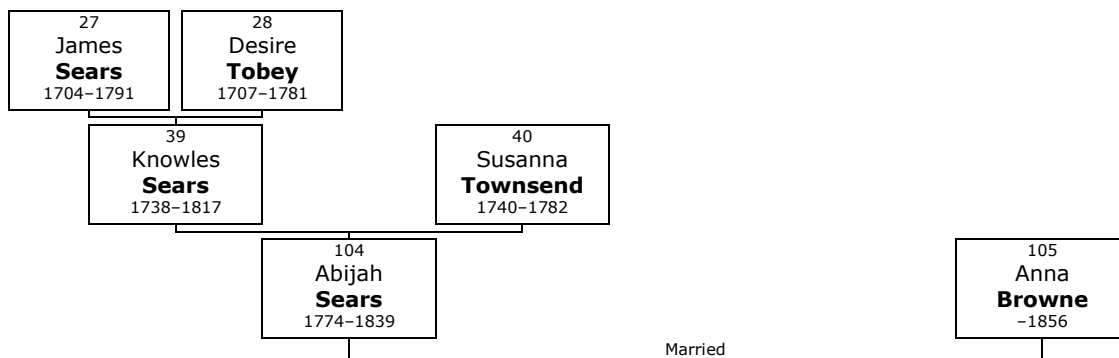 27
James
Sears
1704–1791
28
Desire
Tobey
1707–1781
39
Knowles
Sears
1738–1817
40
Susanna
Townsend
1740–1782
104
Abijah
Sears
1774–1839
105
Anna
Browne
–1856
Married